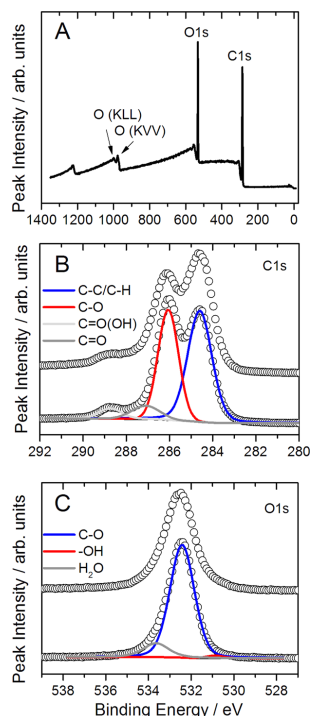 A
O1s
C1s
O (KLL)
O (KVV)
Peak Intensity / arb. units
1400 1200 1000 800 600 400 200 0
B
C1s
C-C/C-H
C-O
C=O(OH)
C=O
Peak Intensity / arb. units
292 290 288 286 284 282 280
C
O1s
C-O
-OH
H₂O
Peak Intensity / arb. units
538 536 534 532 530 528
Binding Energy / eV